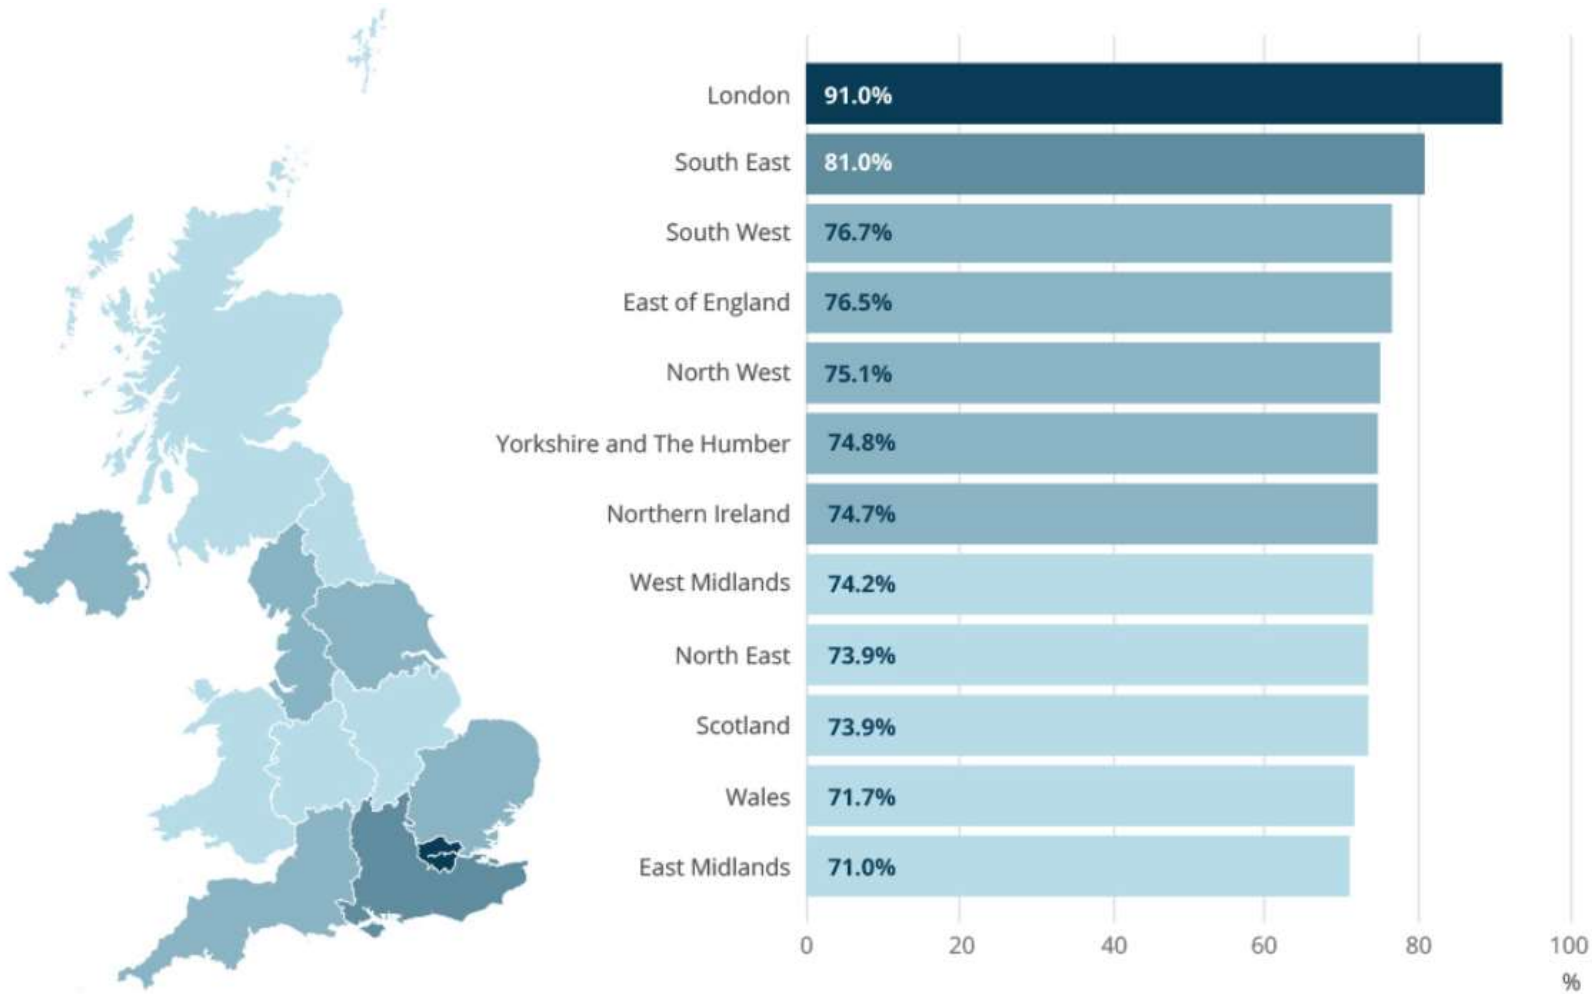 London 91.0%
South East 81.0%
South West 76.7%
East of England 76.5%
North West 75.1%
Yorkshire and The Humber 74.8%
Northern Ireland 74.7%
West Midlands 74.2%
North East 73.9%
Scotland 73.9%
Wales 71.7%
East Midlands 71.0%
0 20 40 60 80 100
%